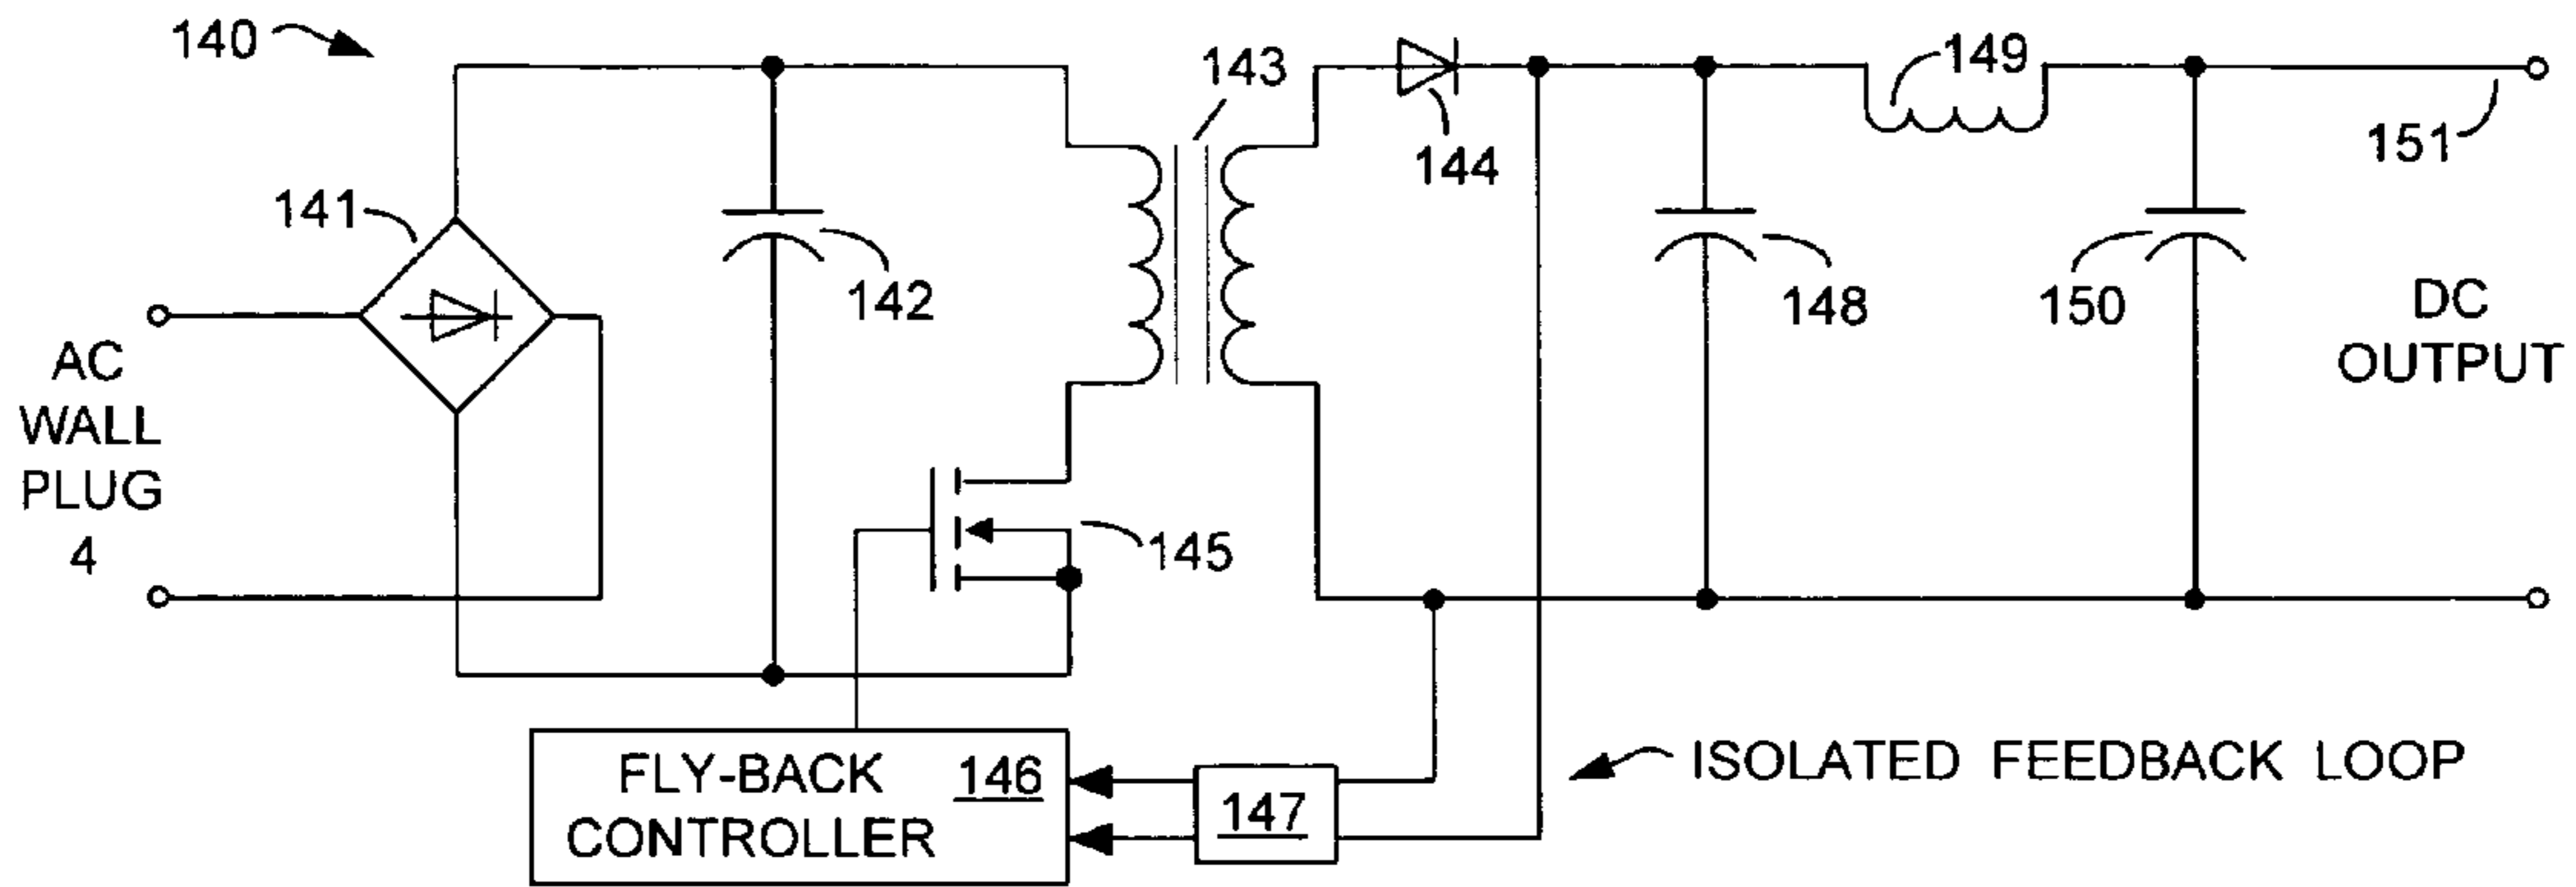 140
143
149
151
144
141
142
148
150
DC
OUTPUT
AC
WALL
PLUG
4
145
FLY-BACK
CONTROLLER
146
147
ISOLATED FEEDBACK LOOP